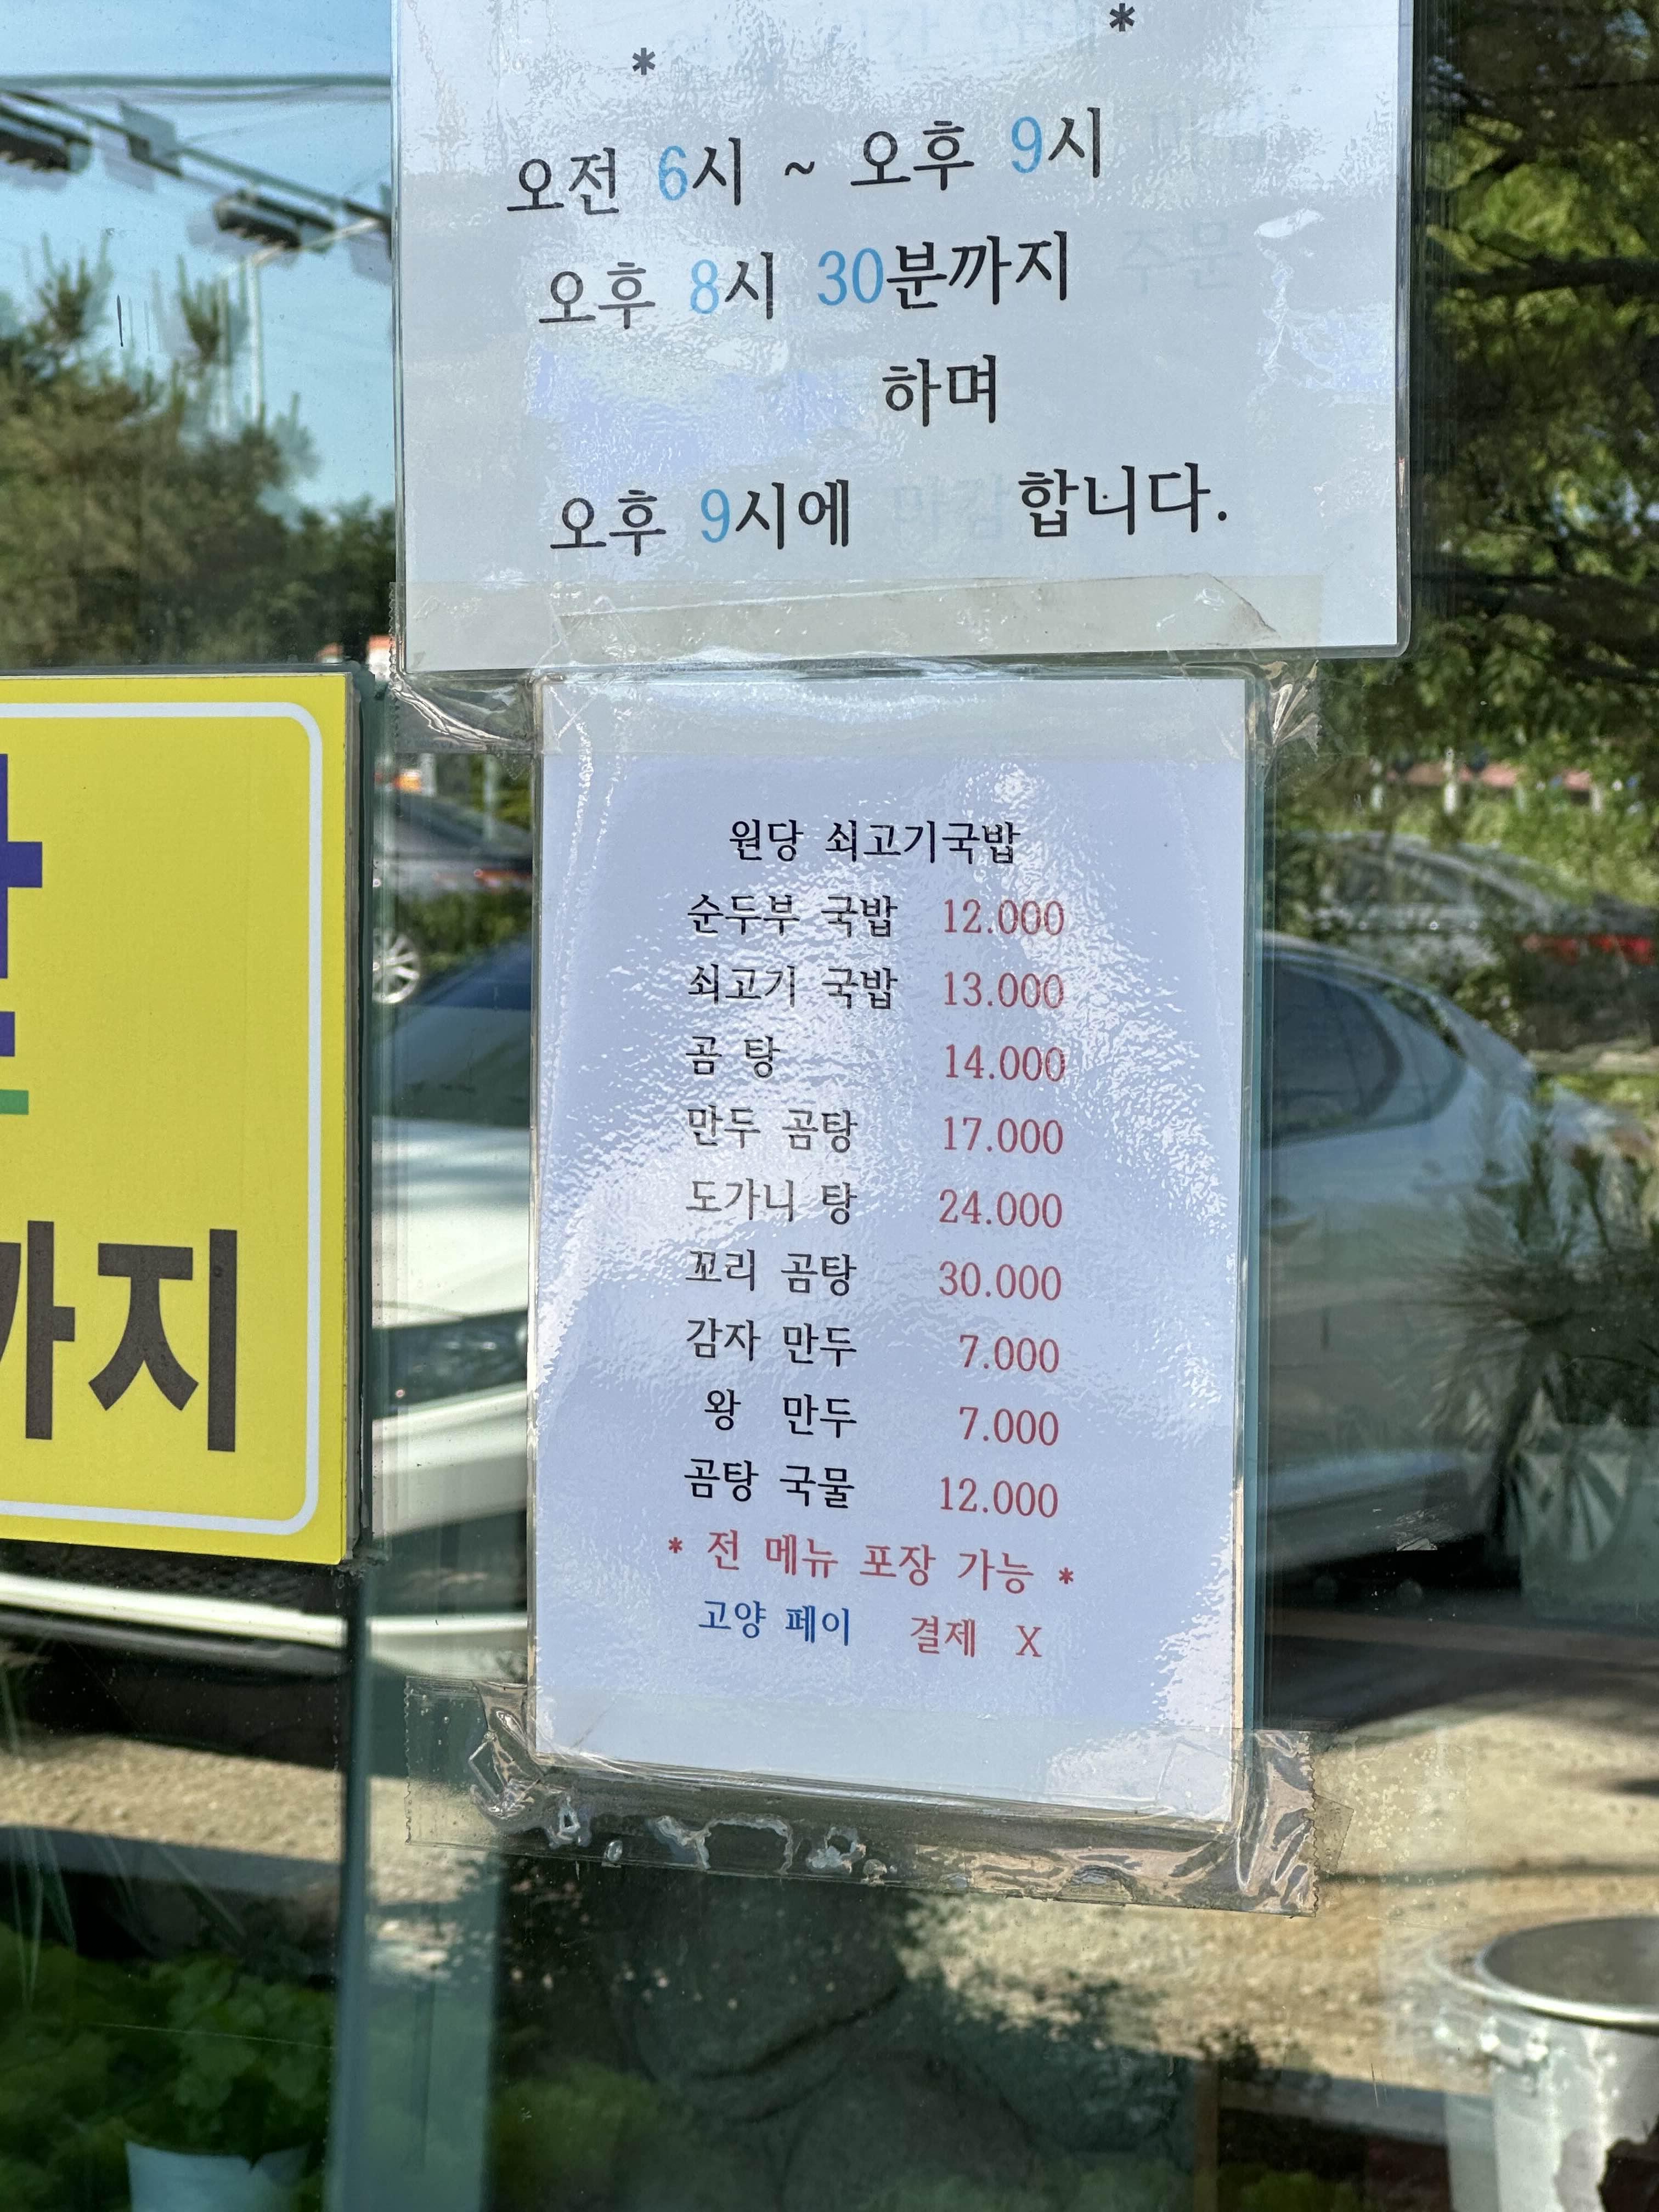 * *
오전 6시 ~ 오후 9시
오후 8시 30분까지 주문
하며
오후 9시에 마감 합니다.
까지
원당 쇠고기국밥
순두부 국밥 12.000
쇠고기 국밥 13.000
곰 탕 14.000
만두 곰탕 17.000
도가니 탕 24.000
꼬리 곰탕 30.000
감자 만두 7.000
왕 만두 7.000
곰탕 국물 12.000
* 전 메뉴 포장 가능 *
고양 페이 결제 X